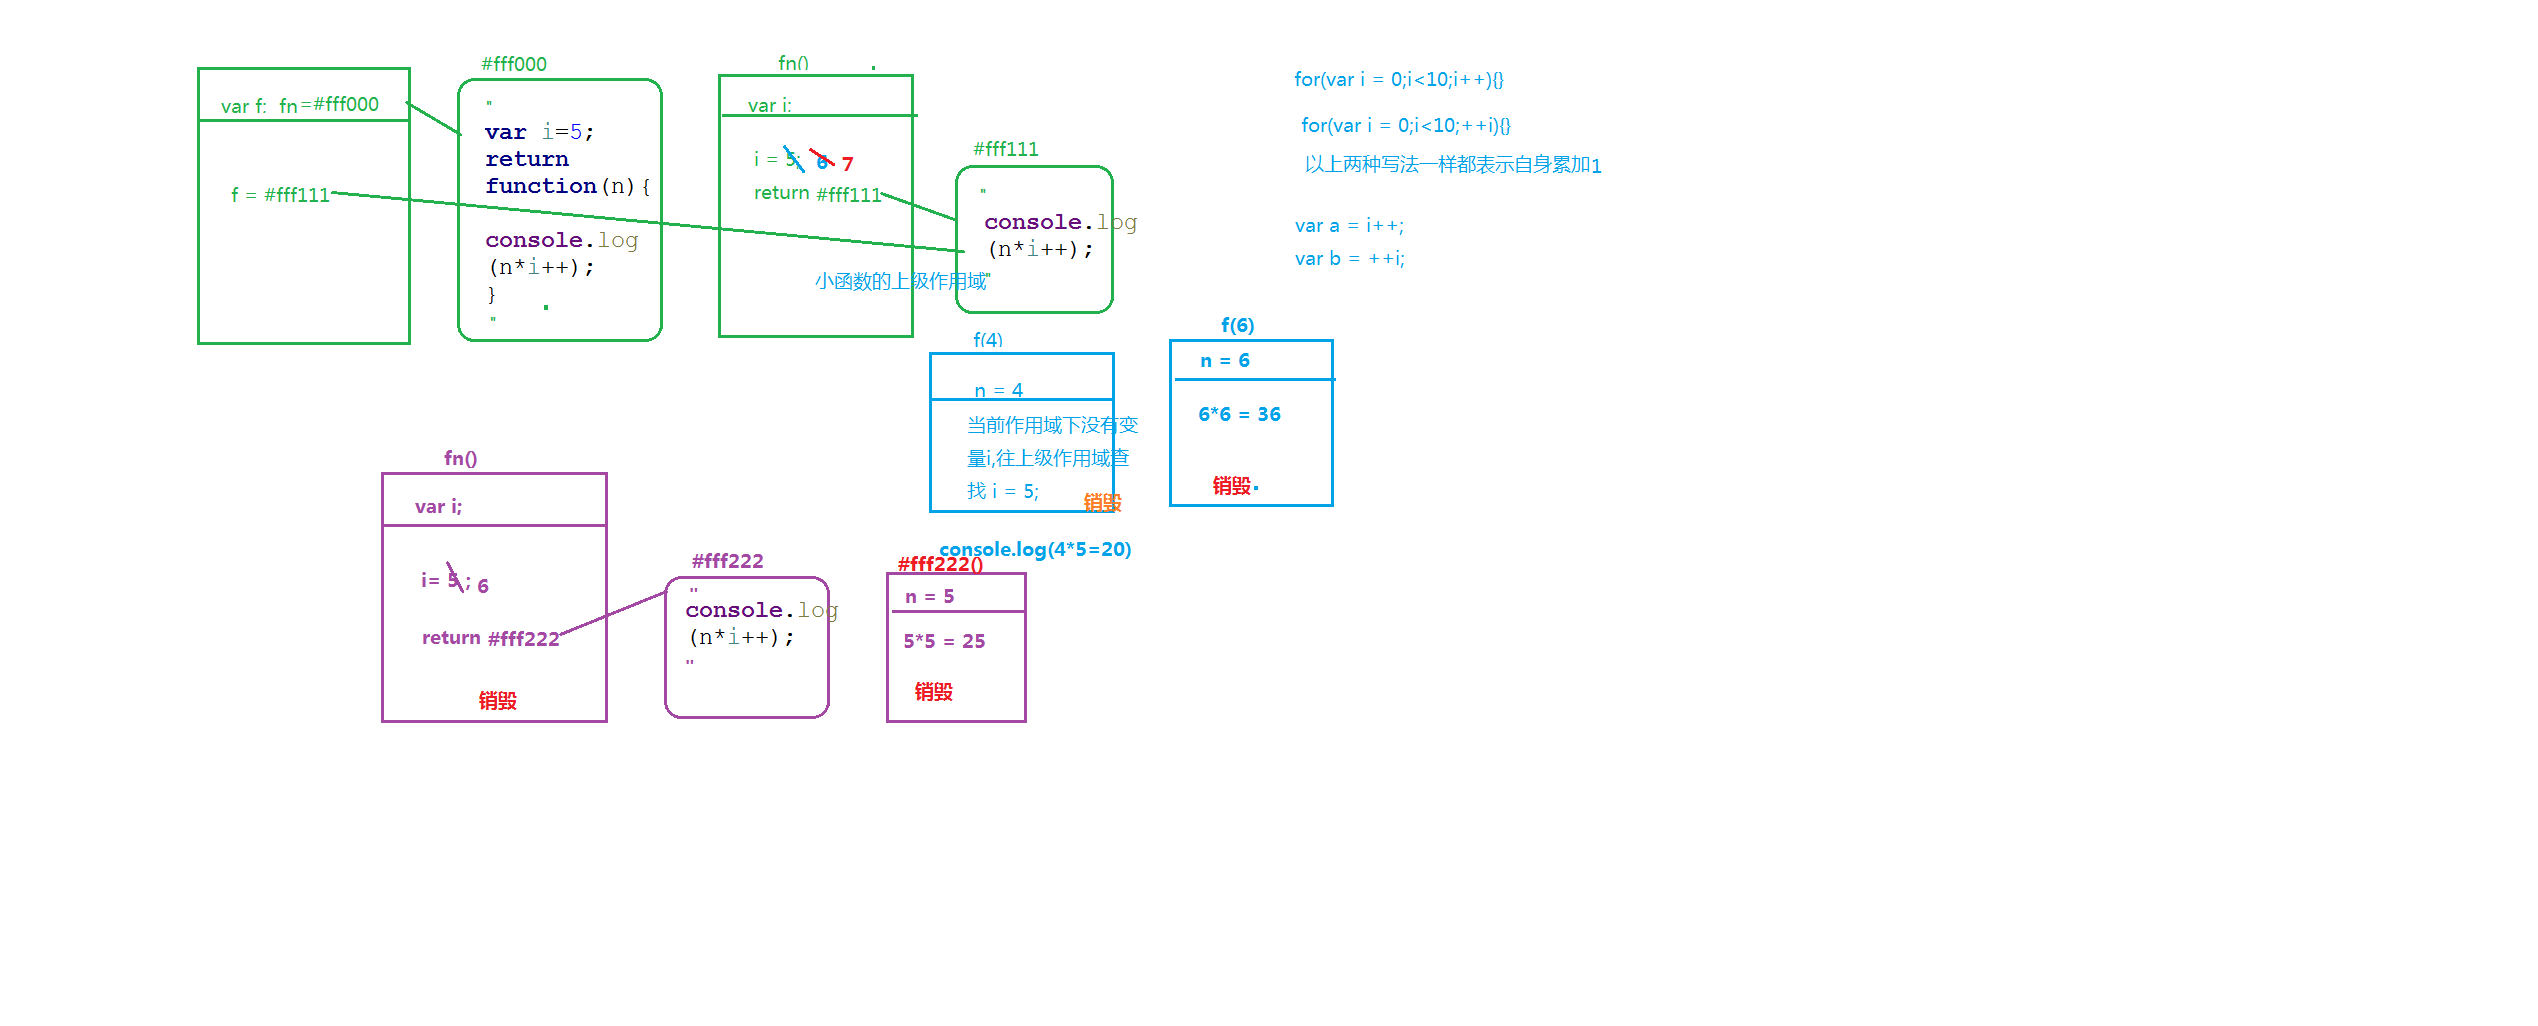 #fff000
var f:  fn =#fff000
f = #fff111
"
var i=5;
return
function(n){
console.log
(n*i++);
}
"
fn()
var i:
i = 5; 6 7
return #fff111
小函数的上级作用域
#fff111
"
console.log
(n*i++);
"
for(var i = 0;i<10;i++){}
for(var i = 0;i<10;++i){}
以上两种写法一样都表示自身累加1
var a = i++;
var b = ++i;
f(4)
n = 4
当前作用域下没有变
量i,往上级作用域查
找 i = 5;
销毁
console.log(4*5=20)
f(6)
n = 6
6*6 = 36
销毁
fn()
var i;
i= 5 ; 6
return #fff222
销毁
#fff222
"
console.log
(n*i++);
"
#fff222()
n = 5
5*5 = 25
销毁